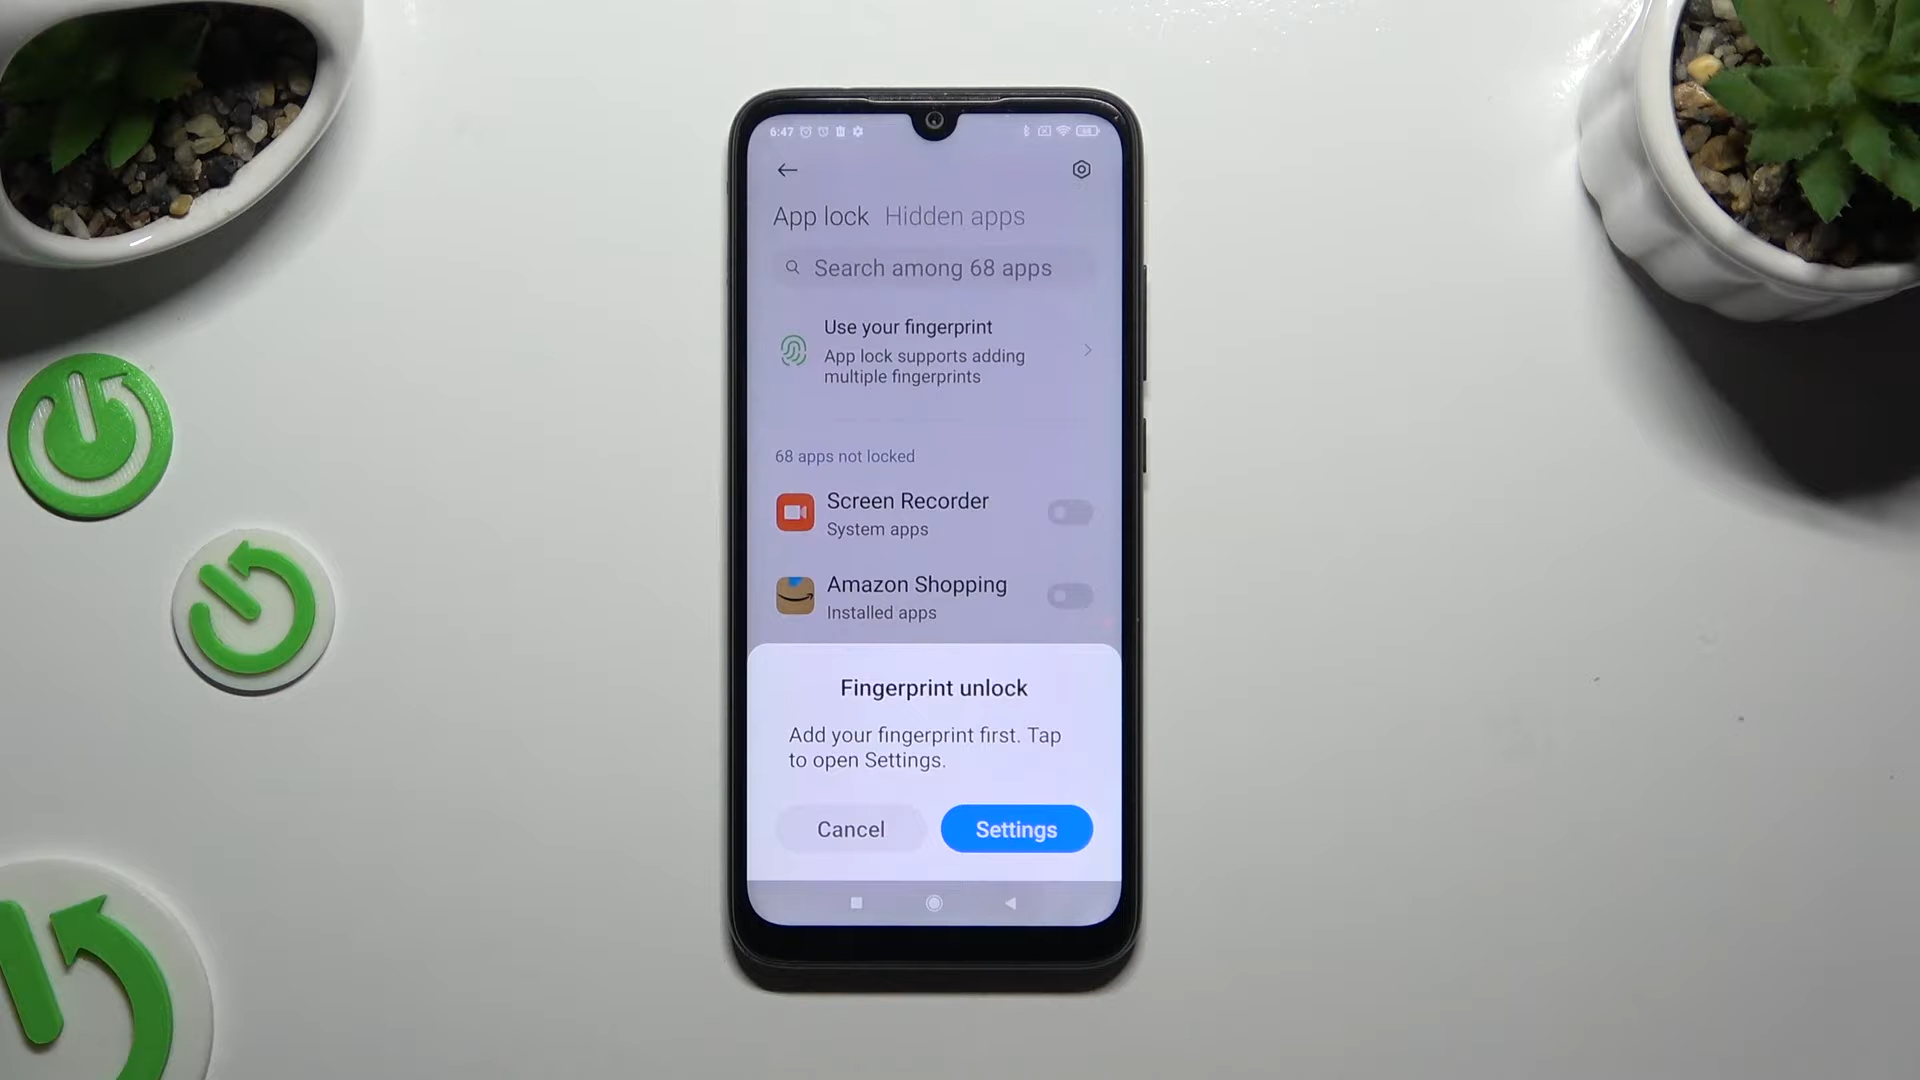 6:47
App lock Hidden apps
Search among 68 apps
Use your fingerprint
App lock supports adding
multiple fingerprints
68 apps not locked
Screen Recorder
System apps
Amazon Shopping
Installed apps
Fingerprint unlock
Add your fingerprint first. Tap
to open Settings.
Cancel Settings